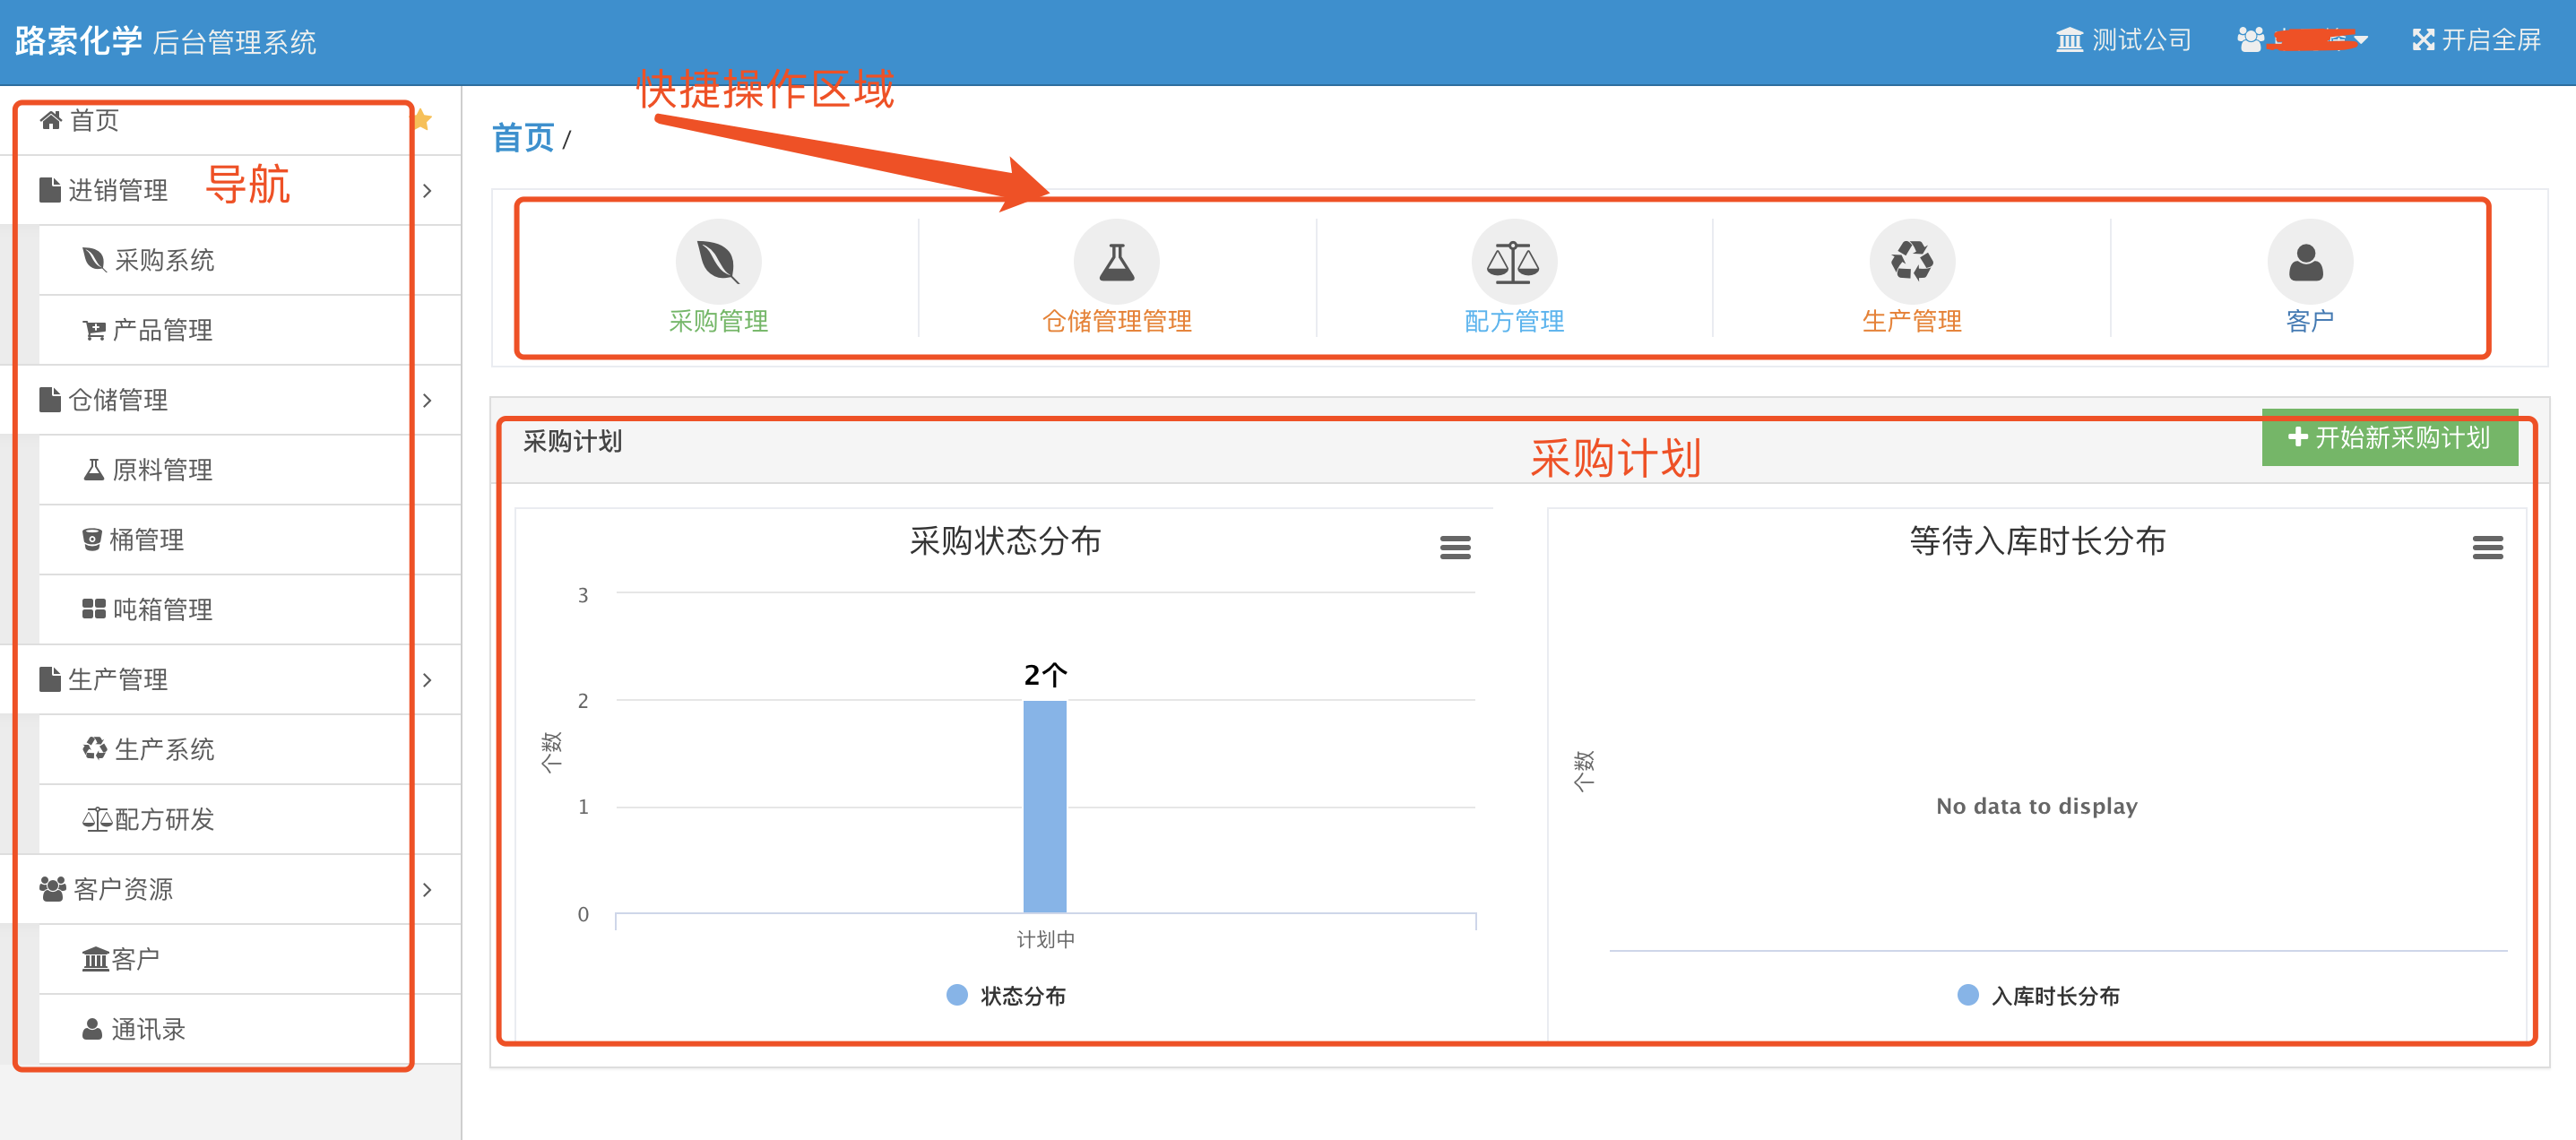 路索化学 后台管理系统
测试公司
开启全屏
快捷操作区域
首页
导航
进销管理
采购系统
产品管理
仓储管理
原料管理
桶管理
吨箱管理
生产管理
生产系统
配方研发
客户资源
客户
通讯录
首页 /
采购管理
仓储管理管理
配方管理
生产管理
客户
采购计划
采购计划
开始新采购计划
采购状态分布
3
2
1
0
个数
2个
计划中
状态分布
等待入库时长分布
个数
No data to display
入库时长分布